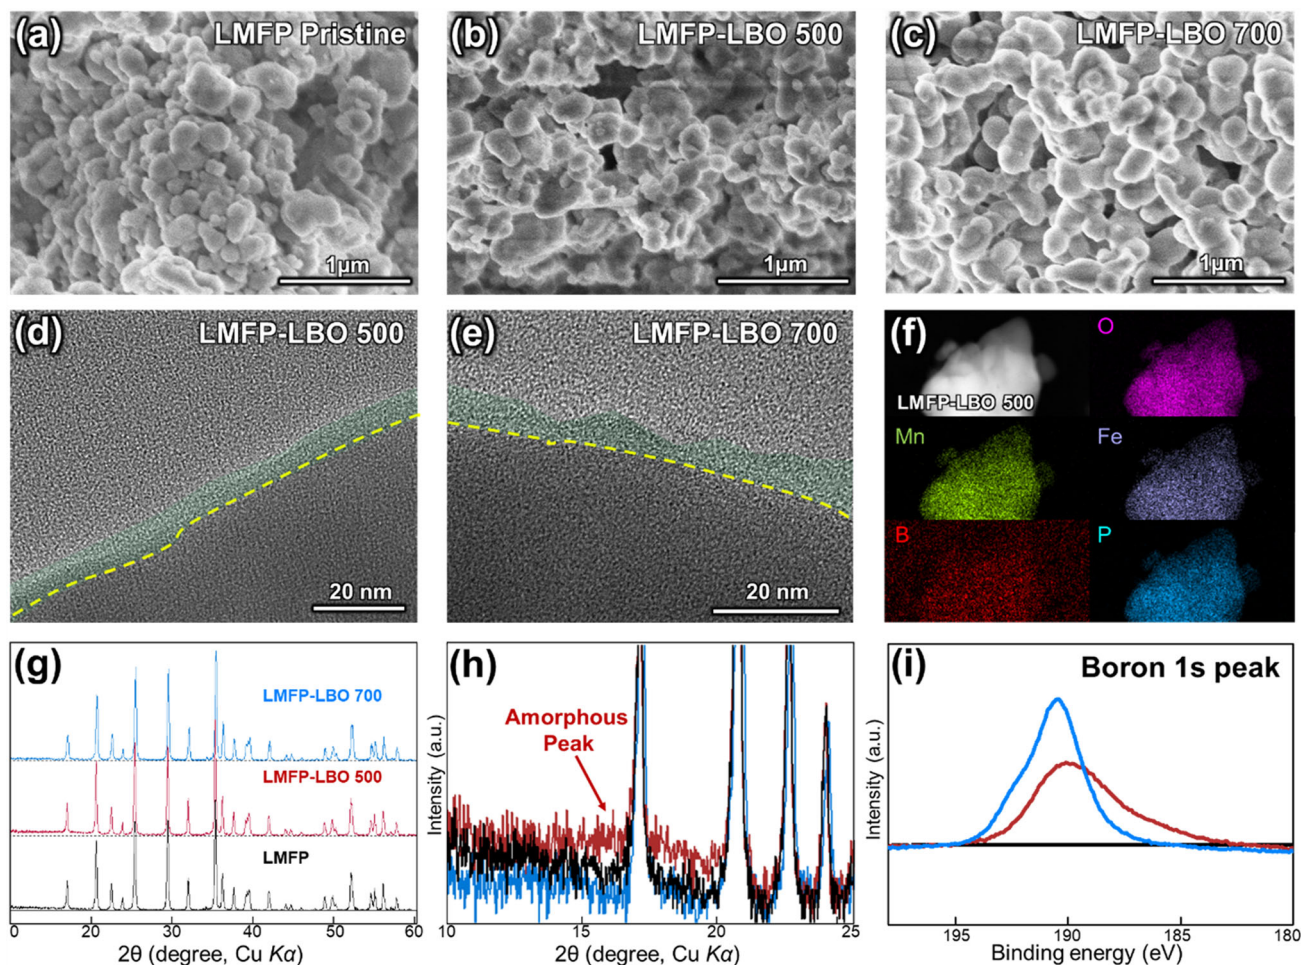 (a) LMFP Pristine
1μm
(b) LMFP-LBO 500
1μm
(c) LMFP-LBO 700
1μm
(d) LMFP-LBO 500
20 nm
(e) LMFP-LBO 700
20 nm
(f)
LMFP-LBO 500
O
Mn
Fe
B
P
(g)
LMFP-LBO 700
LMFP-LBO 500
LMFP
0 10 20 30 40 50 60
2θ (degree, Cu Kα)
(h)
Amorphous
Peak
Intensity (a.u.)
10 15 20 25
2θ (degree, Cu Kα)
(i) Boron 1s peak
Intensity (a.u.)
195 190 185 180
Binding energy (eV)